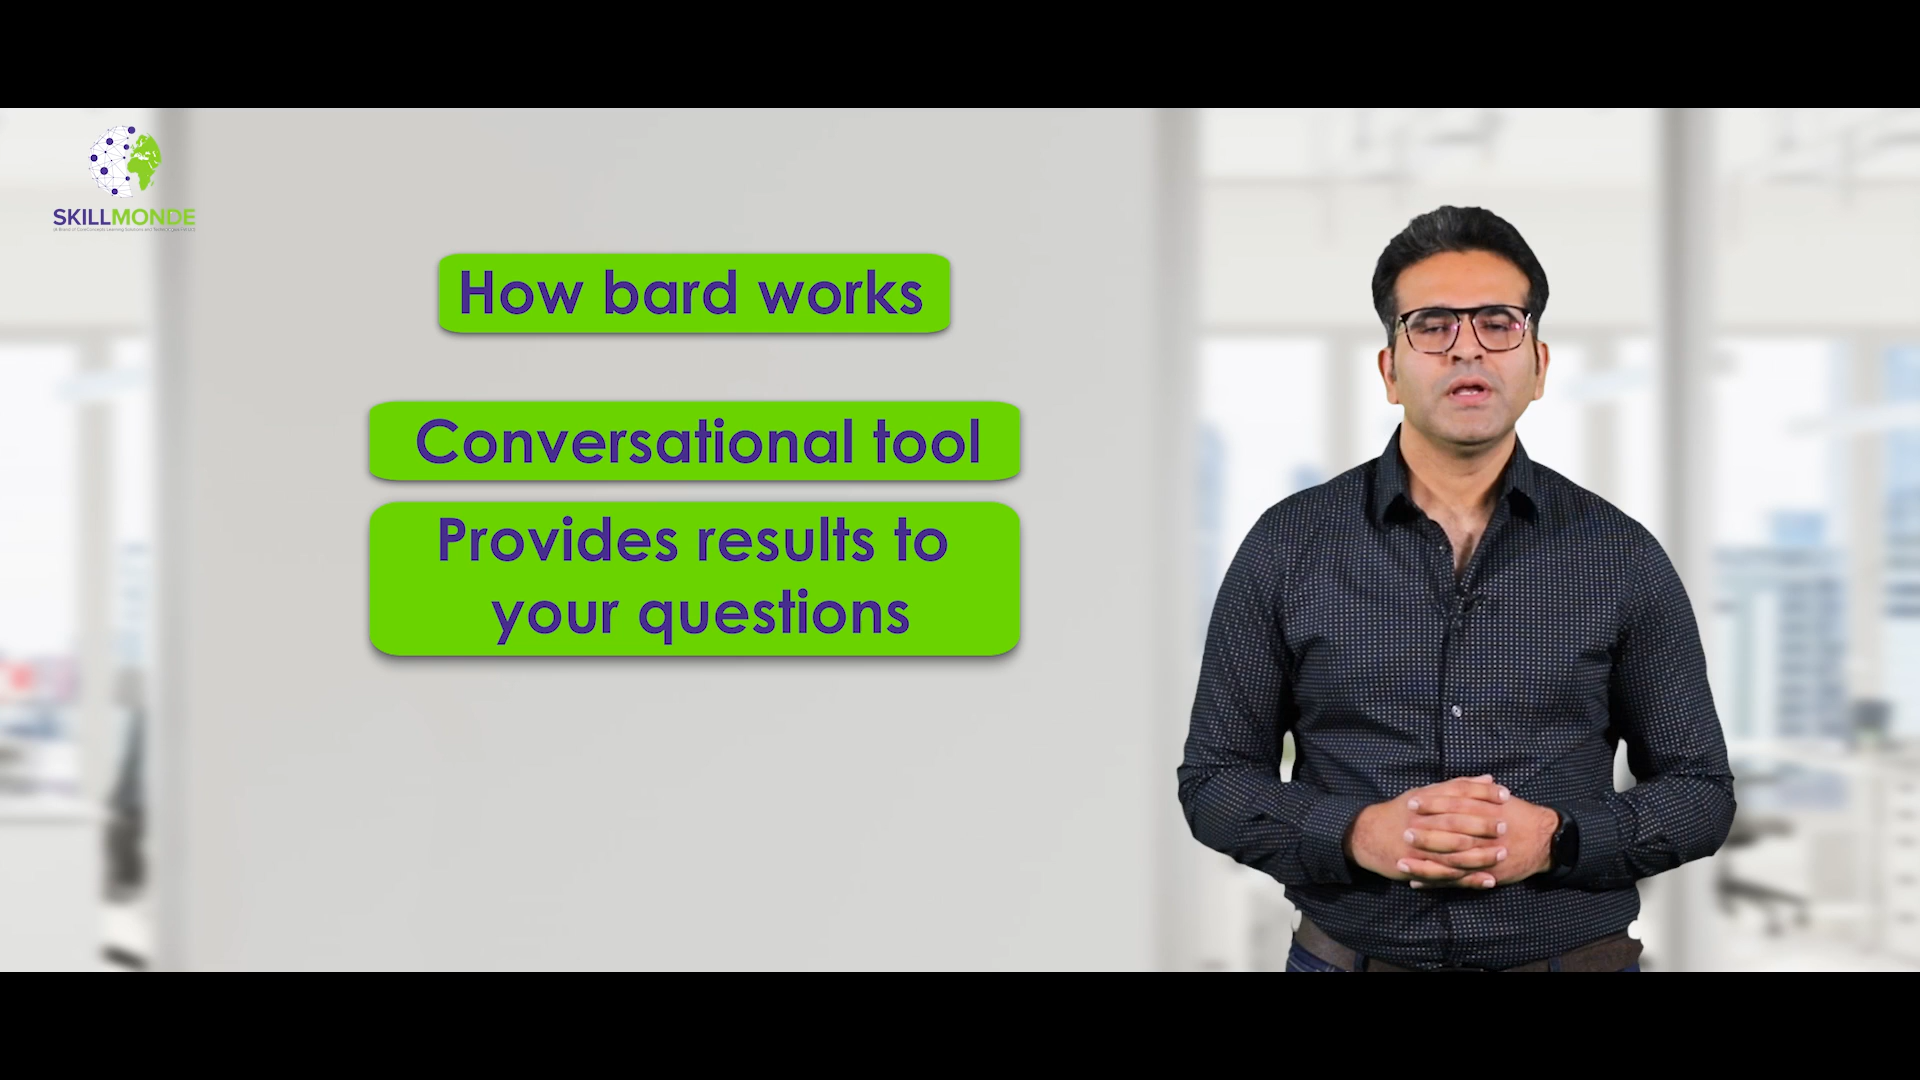 SKILLMONDE
How bard works
Conversational tool
Provides results to
your questions